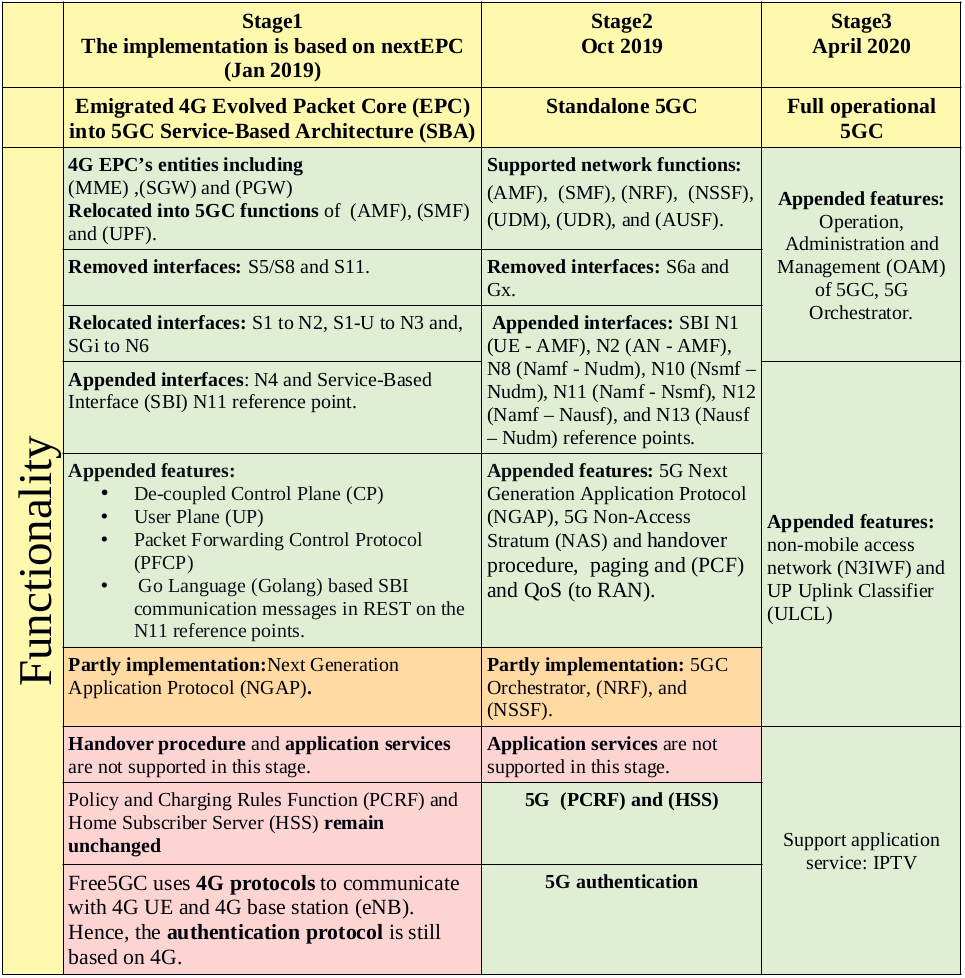 Stage1
The implementation is based on nextEPC
(Jan 2019)
Stage2
Oct 2019
Stage3
April 2020
Emigrated 4G Evolved Packet Core (EPC)
into 5GC Service-Based Architecture (SBA)
Standalone 5GC
Full operational
5GC
Functionality
4G EPC’s entities including
(MME) ,(SGW) and (PGW)
Relocated into 5GC functions of (AMF), (SMF)
and (UPF).
Supported network functions:
(AMF), (SMF), (NRF), (NSSF),
(UDM), (UDR), and (AUSF).
Appended features:
Operation,
Administration and
Management (OAM)
of 5GC, 5G
Orchestrator.
Removed interfaces: S5/S8 and S11.
Removed interfaces: S6a and
Gx.
Relocated interfaces: S1 to N2, S1-U to N3 and,
SGi to N6
Appended interfaces: SBI N1
(UE - AMF), N2 (AN - AMF),
N8 (Namf - Nudm), N10 (Nsmf –
Nudm), N11 (Namf - Nsmf), N12
(Namf – Nausf), and N13 (Nausf
– Nudm) reference points.
Appended interfaces: N4 and Service-Based
Interface (SBI) N11 reference point.
Appended features:
• De-coupled Control Plane (CP)
• User Plane (UP)
• Packet Forwarding Control Protocol
(PFCP)
• Go Language (Golang) based SBI
communication messages in REST on the
N11 reference points.
Appended features: 5G Next
Generation Application Protocol
(NGAP), 5G Non-Access
Stratum (NAS) and handover
procedure, paging and (PCF)
and QoS (to RAN).
Appended features:
non-mobile access
network (N3IWF) and
UP Uplink Classifier
(ULCL)
Partly implementation:Next Generation
Application Protocol (NGAP).
Partly implementation: 5GC
Orchestrator, (NRF), and
(NSSF).
Handover procedure and application services
are not supported in this stage.
Application services are not
supported in this stage.
Policy and Charging Rules Function (PCRF) and
Home Subscriber Server (HSS) remain
unchanged
5G (PCRF) and (HSS)
Support application
service: IPTV
Free5GC uses 4G protocols to communicate
with 4G UE and 4G base station (eNB).
Hence, the authentication protocol is still
based on 4G.
5G authentication